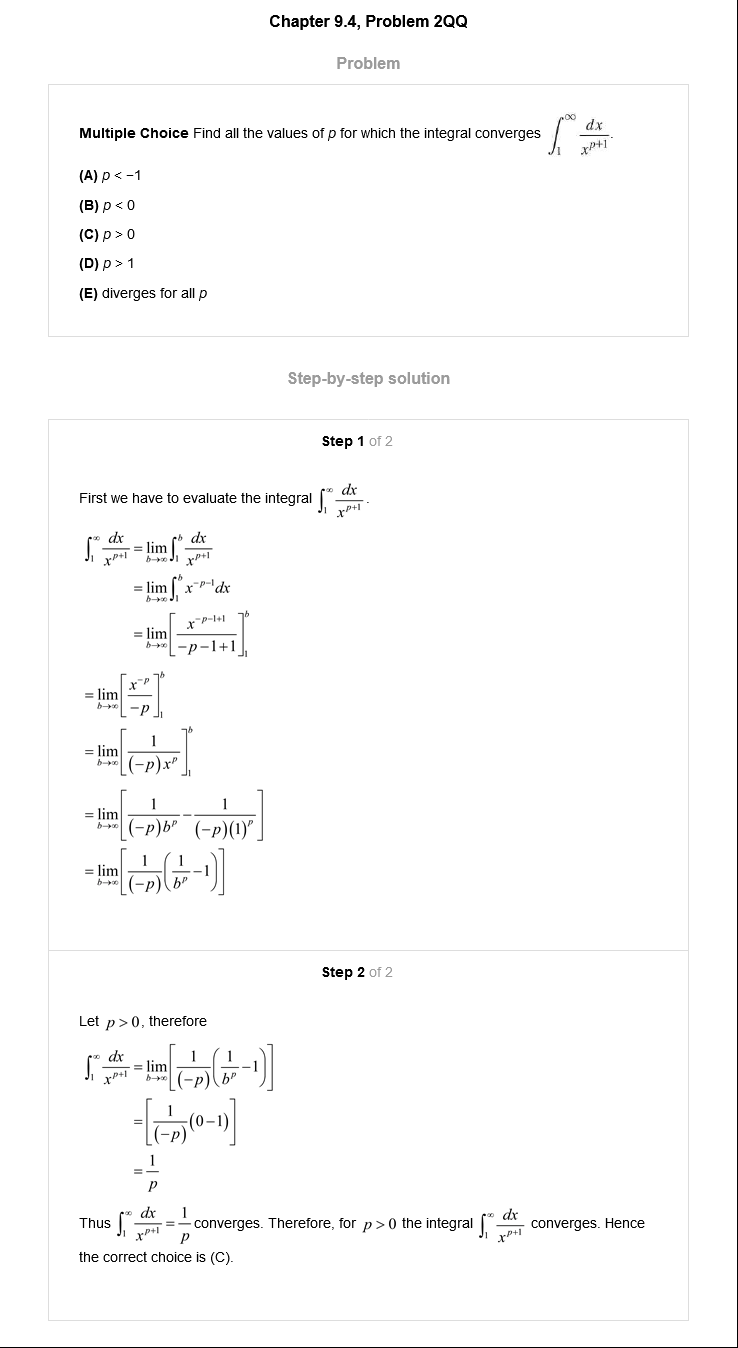 Chapter 9.4, Problem 2QQ
Problem
Multiple Choice Find all the values of p for which the integral converges $\int_1^\infty \frac{dx}{x^{p+1}}$.
(A) p < −1
(B) p < 0
(C) p > 0
(D) p > 1
(E) diverges for all p
Step-by-step solution
Step 1 of 2
First we have to evaluate the integral $\int_1^\infty \frac{dx}{x^{p+1}}$.
$\int_1^\infty \frac{dx}{x^{p+1}} = \lim_{b\to\infty} \int_1^b \frac{dx}{x^{p+1}}$
$= \lim_{b\to\infty} \int_1^b x^{-p-1} dx$
$= \lim_{b\to\infty} \left[\frac{x^{-p-1+1}}{-p-1+1}\right]_1^b$
$= \lim_{b\to\infty} \left[\frac{x^{-p}}{-p}\right]_1^b$
$= \lim_{b\to\infty} \left[\frac{1}{(-p)x^p}\right]_1^b$
$= \lim_{b\to\infty} \left[\frac{1}{(-p)b^p} - \frac{1}{(-p)(1)^p}\right]$
$= \lim_{b\to\infty} \left[\frac{1}{(-p)}\left(\frac{1}{b^p} - 1\right)\right]$
Step 2 of 2
Let $p > 0$, therefore
$\int_1^\infty \frac{dx}{x^{p+1}} = \lim_{b\to\infty} \left[\frac{1}{(-p)}\left(\frac{1}{b^p} - 1\right)\right]$
$= \left[\frac{1}{(-p)}(0-1)\right]$
$= \frac{1}{p}$
Thus $\int_1^\infty \frac{dx}{x^{p+1}} = \frac{1}{p}$ converges. Therefore, for $p > 0$ the integral $\int_1^\infty \frac{dx}{x^{p+1}}$ converges. Hence
the correct choice is (C).